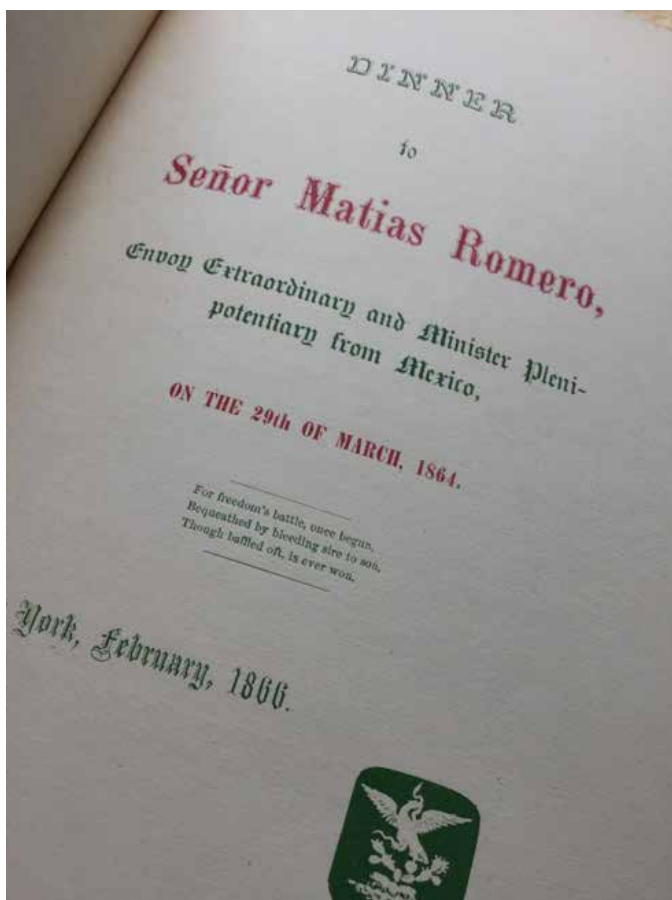 DINNER
to
Señor Matias Romero,
Envoy Extraordinary and Minister Pleni-
potentiary from Mexico,
ON THE 29th OF MARCH, 1864.
For freedom's battle, once begun,
Bequeathed by bleeding sire to son,
Though baffled oft, is ever won.
York, February, 1866.